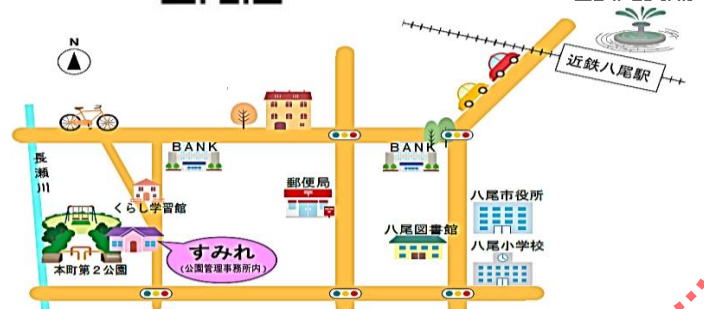 N
近鉄八尾駅
長瀬川
BANK
BANK
郵便局
くらし学習館
八尾市役所
八尾図書館
すみれ
(公園管理事務所内)
八尾小学校
本町第2公園